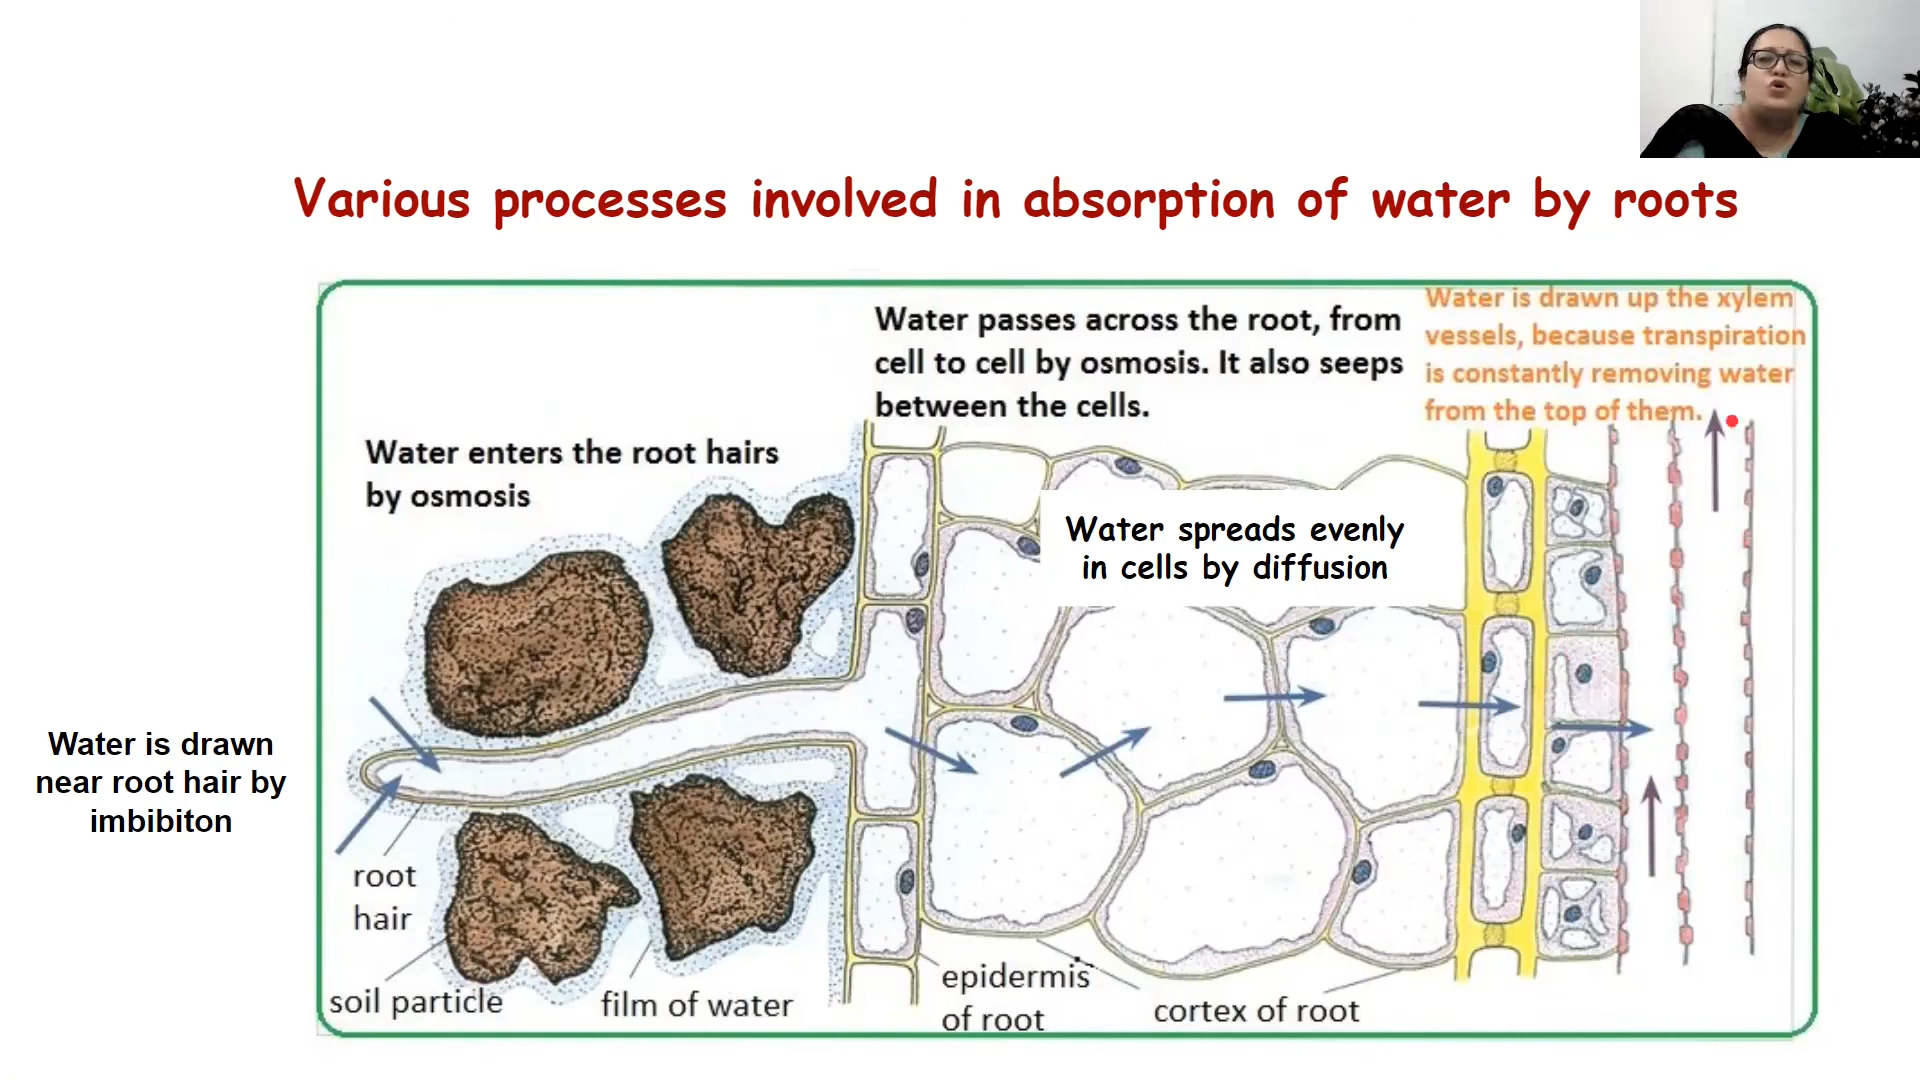 Various processes involved in absorption of water by roots
Water is drawn up the xylem
vessels, because transpiration
is constantly removing water
from the top of them.
Water passes across the root, from
cell to cell by osmosis. It also seeps
between the cells.
Water enters the root hairs
by osmosis
Water spreads evenly
in cells by diffusion
Water is drawn
near root hair by
imbibiton
root
hair
soil particle
film of water
epidermis
of root
cortex of root